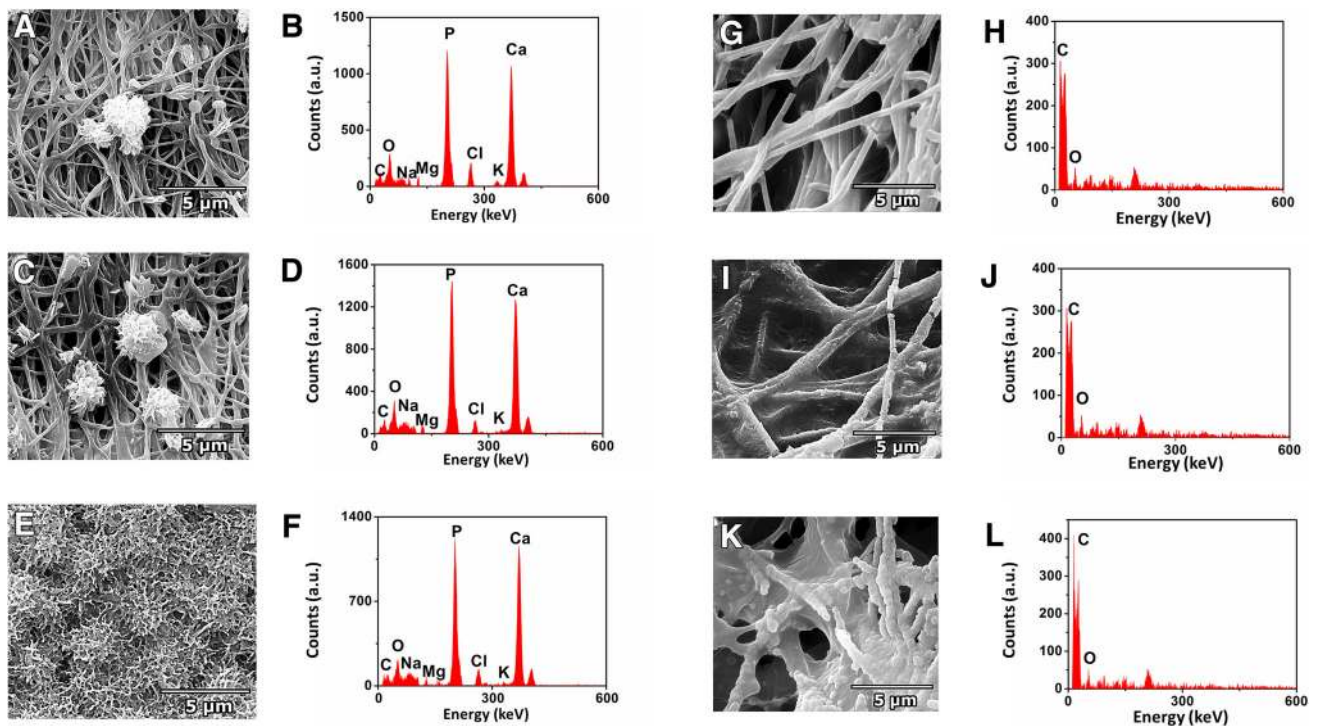 A
5 μm
B
1500
1000
500
0
Counts (a.u.)
P
Ca
O
C
Na
Mg
Cl
K
0
300
600
Energy (keV)
G
5 μm
H
400
300
200
100
0
Counts (a.u.)
C
O
0
300
600
Energy (keV)
C
5 μm
D
1600
1200
800
400
0
Counts (a.u.)
P
Ca
O
C
Na
Mg
Cl
K
0
300
600
Energy (keV)
I
5 μm
J
400
300
200
100
0
Counts (a.u.)
C
O
0
300
600
Energy (keV)
E
5 μm
F
1400
700
0
Counts (a.u.)
P
Ca
O
C
Na
Mg
Cl
K
0
300
600
Energy (keV)
K
5 μm
L
400
300
200
100
0
Counts (a.u.)
C
O
0
300
600
Energy (keV)